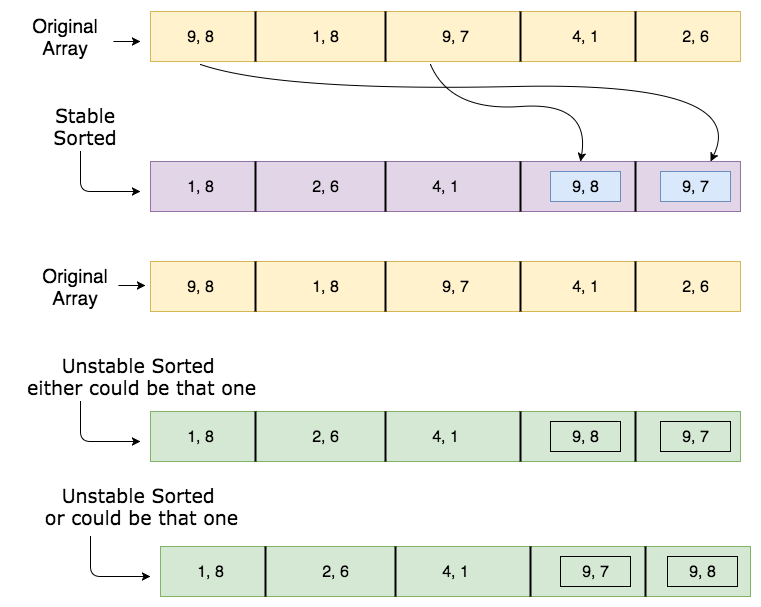 Original
Array
9, 8 1, 8 9, 7 4, 1 2, 6
Stable
Sorted
1, 8 2, 6 4, 1 9, 8 9, 7
Original
Array
9, 8 1, 8 9, 7 4, 1 2, 6
Unstable Sorted
either could be that one
1, 8 2, 6 4, 1 9, 8 9, 7
Unstable Sorted
or could be that one
1, 8 2, 6 4, 1 9, 7 9, 8